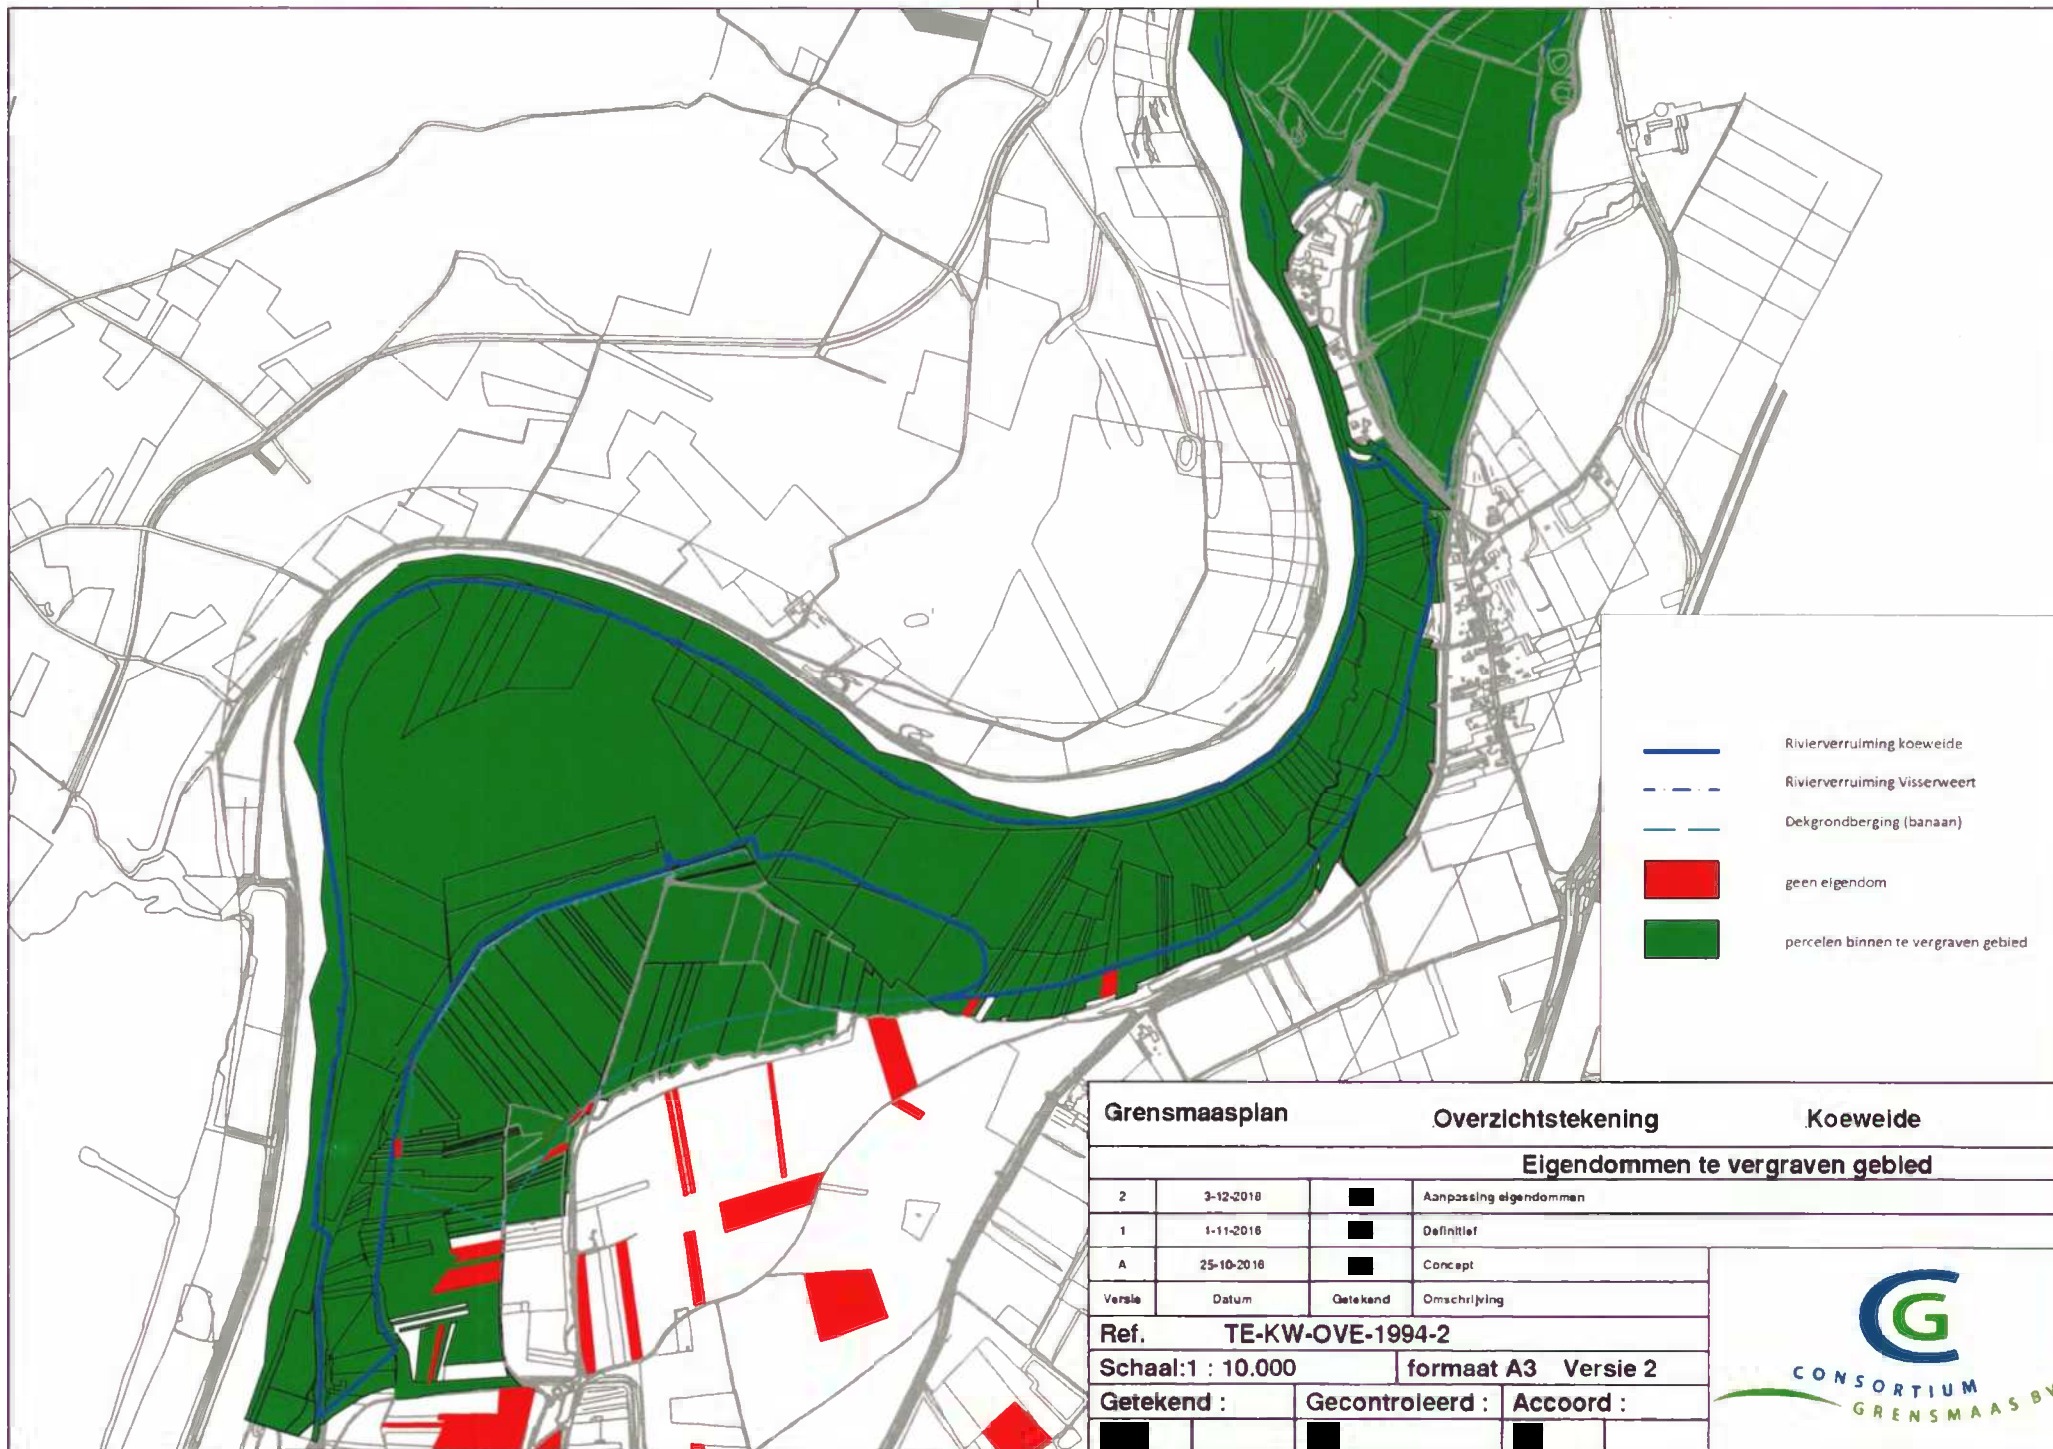 Rivierverruiming koeweide
Rivierverruiming Visserweert
Dekgrondberging (banaan)
geen eigendom
percelen binnen te vergraven gebied
Grensmaasplan Overzichtstekening Koeweide
Eigendommen te vergraven gebied
2 3-12-2018 Aanpassing eigendommen
1 1-11-2016 Definitief
A 25-10-2016 Concept
Versie Datum Getekend Omschrijving
Ref. TE-KW-OVE-1994-2
Schaal:1 : 10.000 formaat A3 Versie 2
Getekend : Gecontroleerd : Accoord :
CG
CONSORTIUM
GRENSMAAS BV